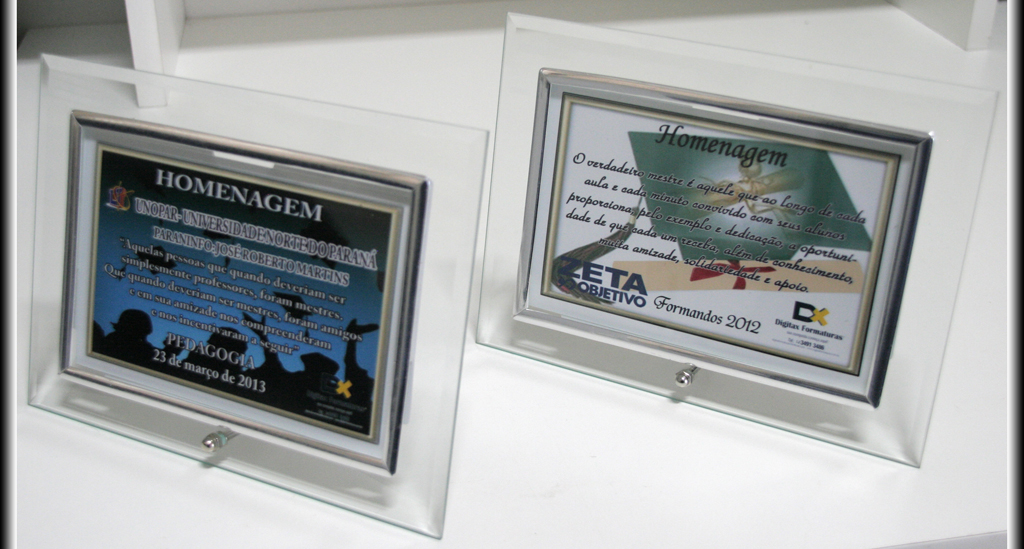 HOMENAGEM
UNOPAR - UNIVERSIDADE NORTE DO PARANÁ
PARANINFO - JOSÉ ROBERTO MARTINS
"Aquelas pessoas que quando deveriam ser
simplesmente professores, foram mestres.
Que quando deveriam ser mestres, foram amigos
e em sua amizade nos compreenderam
e nos incentivaram a seguir"
PEDAGOGIA
23 de março de 2013
Digitas Formaturas
Homenagem
O verdadeiro mestre é aquele que ao longo de cada
aula e cada minuto convivido com seus alunos
proporciona, pelo exemplo e dedicação, a oportuni-
dade de que cada um receba, além de conhecimento,
muita amizade, solidariedade e apoio.
ZETA
OBJETIVO
Formandos 2012
Digitas Formaturas